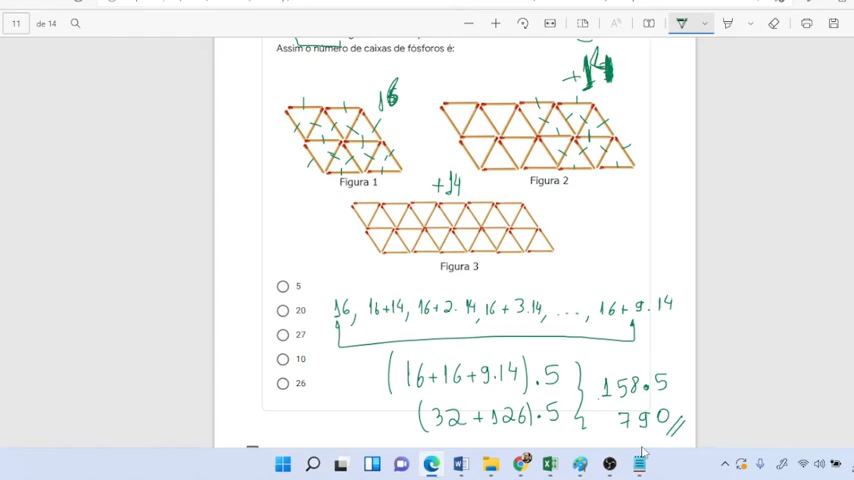 11 de 14
Assim o número de caixas de fósforos é:
16
+14
Figura 1
Figura 2
+14
Figura 3
5
20
27
10
26
16, 16+14, 16+2.14, 16+3.14, ..., 16+9.14
(16+16+9.14).5
(32+126).5
158.5
790